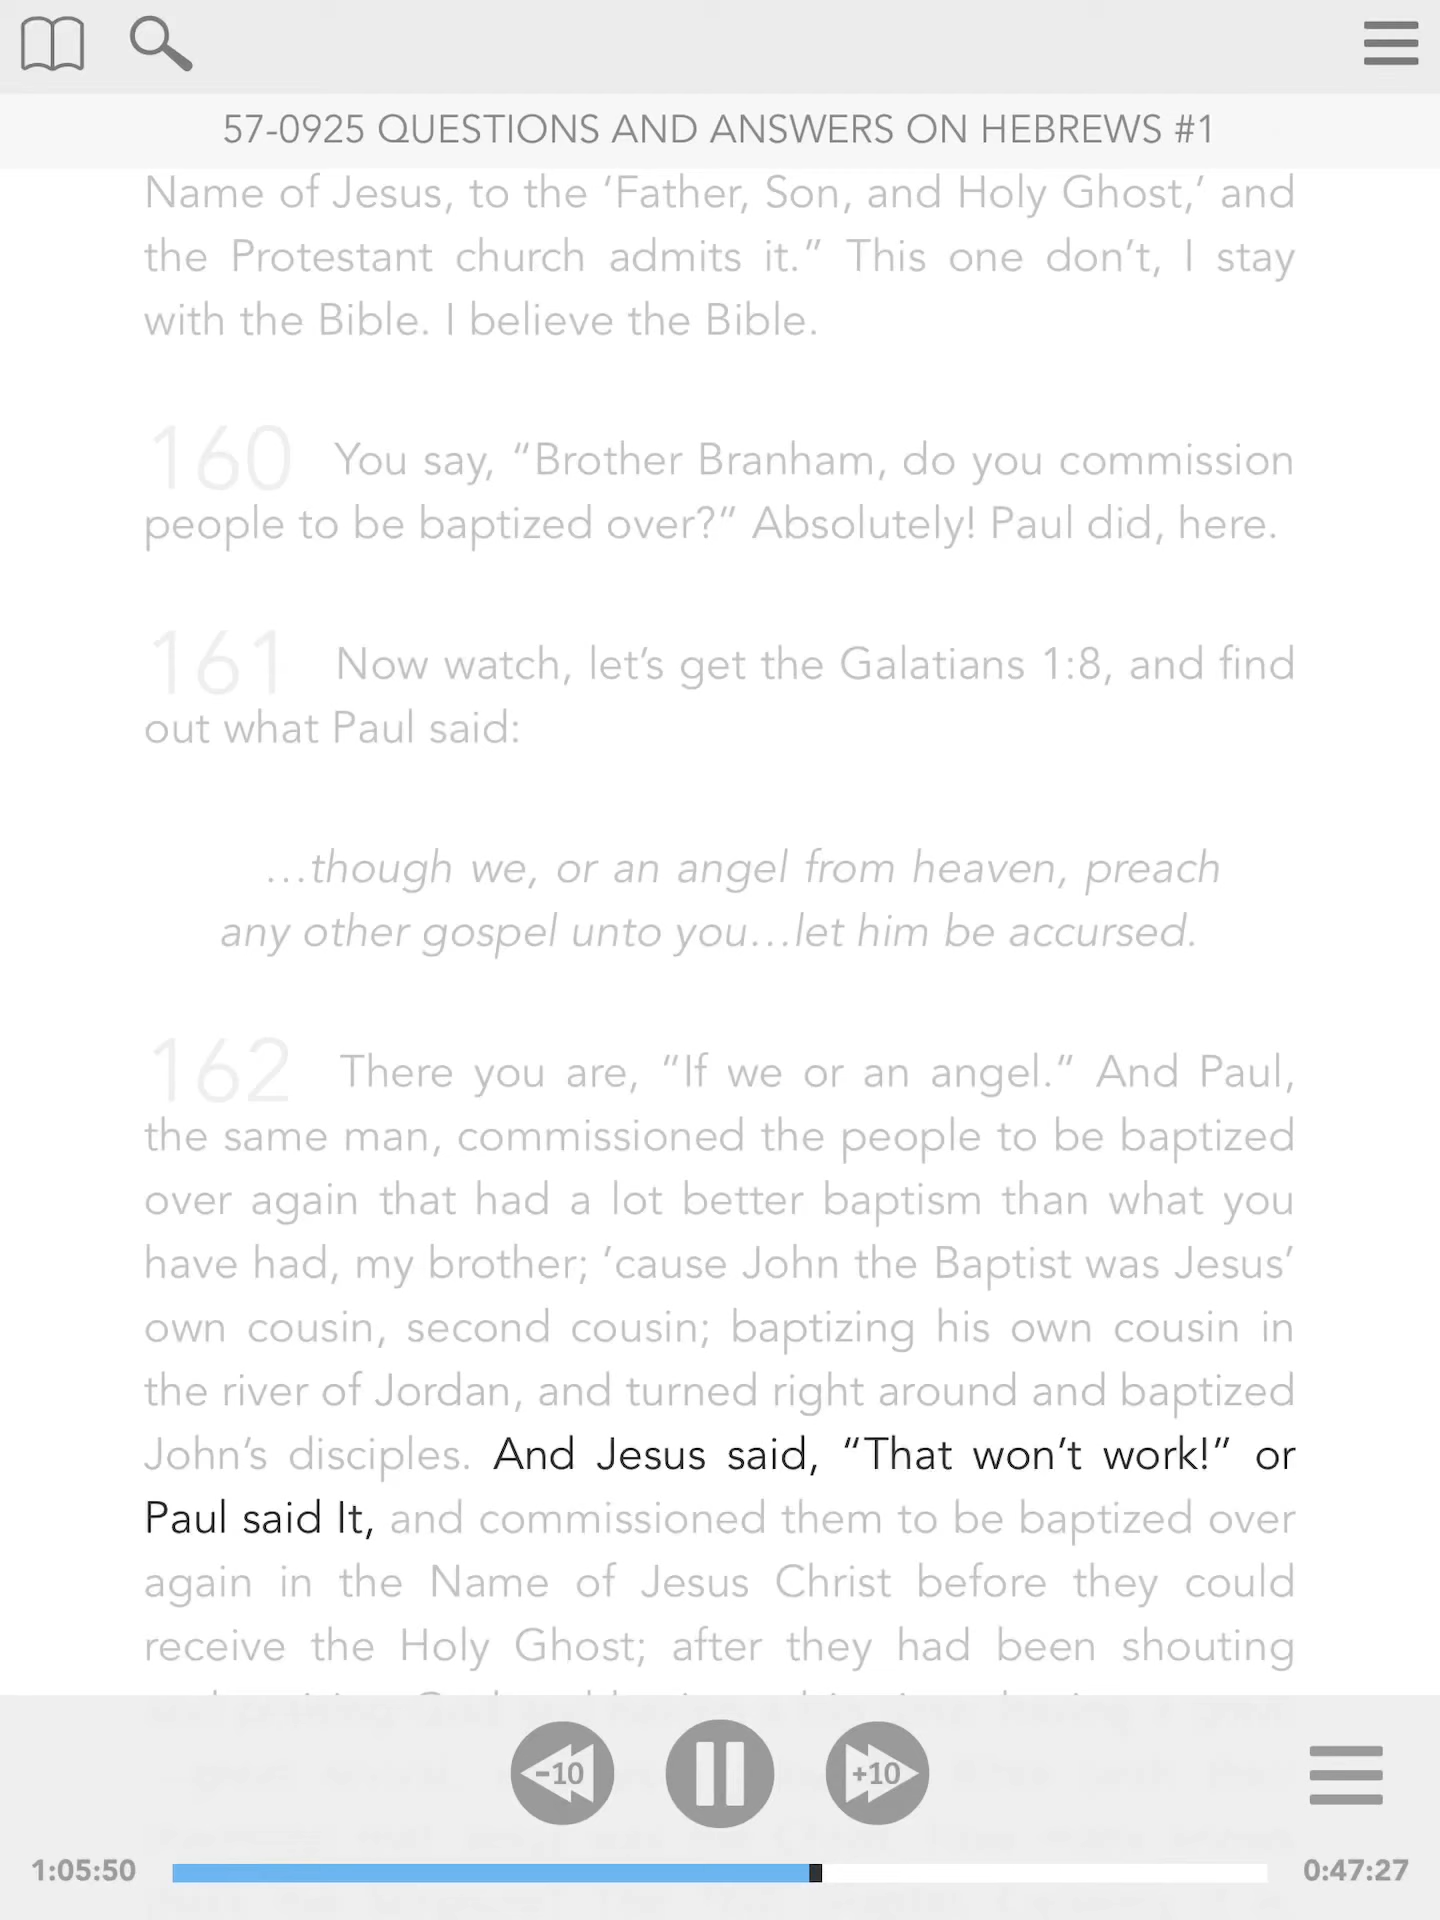 57-0925 QUESTIONS AND ANSWERS ON HEBREWS #1
Name of Jesus, to the ‘Father, Son, and Holy Ghost,’ and
the Protestant church admits it.” This one don’t, I stay
with the Bible. I believe the Bible.
160 You say, “Brother Branham, do you commission
people to be baptized over?” Absolutely! Paul did, here.
161 Now watch, let’s get the Galatians 1:8, and find
out what Paul said:
…though we, or an angel from heaven, preach
any other gospel unto you…let him be accursed.
162 There you are, “If we or an angel.” And Paul,
the same man, commissioned the people to be baptized
over again that had a lot better baptism than what you
have had, my brother; ’cause John the Baptist was Jesus’
own cousin, second cousin; baptizing his own cousin in
the river of Jordan, and turned right around and baptized
John’s disciples. And Jesus said, “That won’t work!” or
Paul said It, and commissioned them to be baptized over
again in the Name of Jesus Christ before they could
receive the Holy Ghost; after they had been shouting
-10 +10
1:05:50 0:47:27